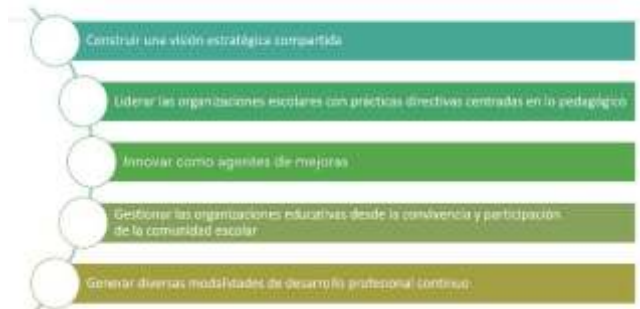 Construir una visión estratégica compartida
Liderar las organizaciones escolares con prácticas directivas centradas en lo pedagógico
Innovar como agentes de mejoras
Gestionar las organizaciones educativas desde la convivencia y participación
de la comunidad escolar
Generar diversas modalidades de desarrollo profesional continuo